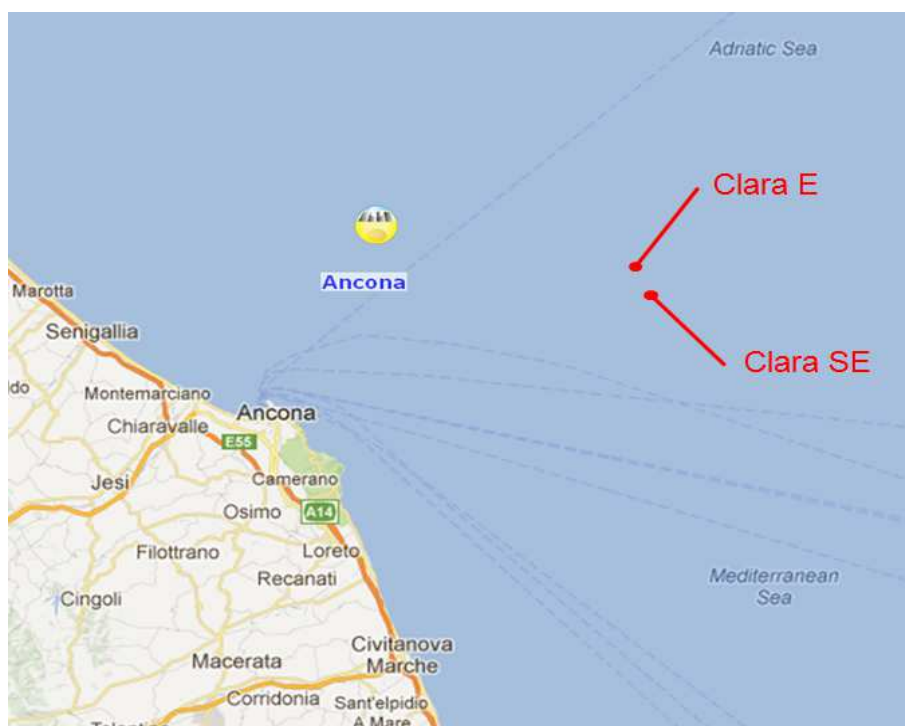 Adriatic Sea
Clara E
Ancona
Marotta
Senigallia
Clara SE
ldo
Montemarciano
Ancona
Chiaravalle
E55
Jesi
Camerano
Osimo
A14
Filottrano
Loreto
Recanati
Mediterranean
Sea
Cingoli
Civitanova
Marche
Macerata
Corridonia
Sant'elpidio
A Mare